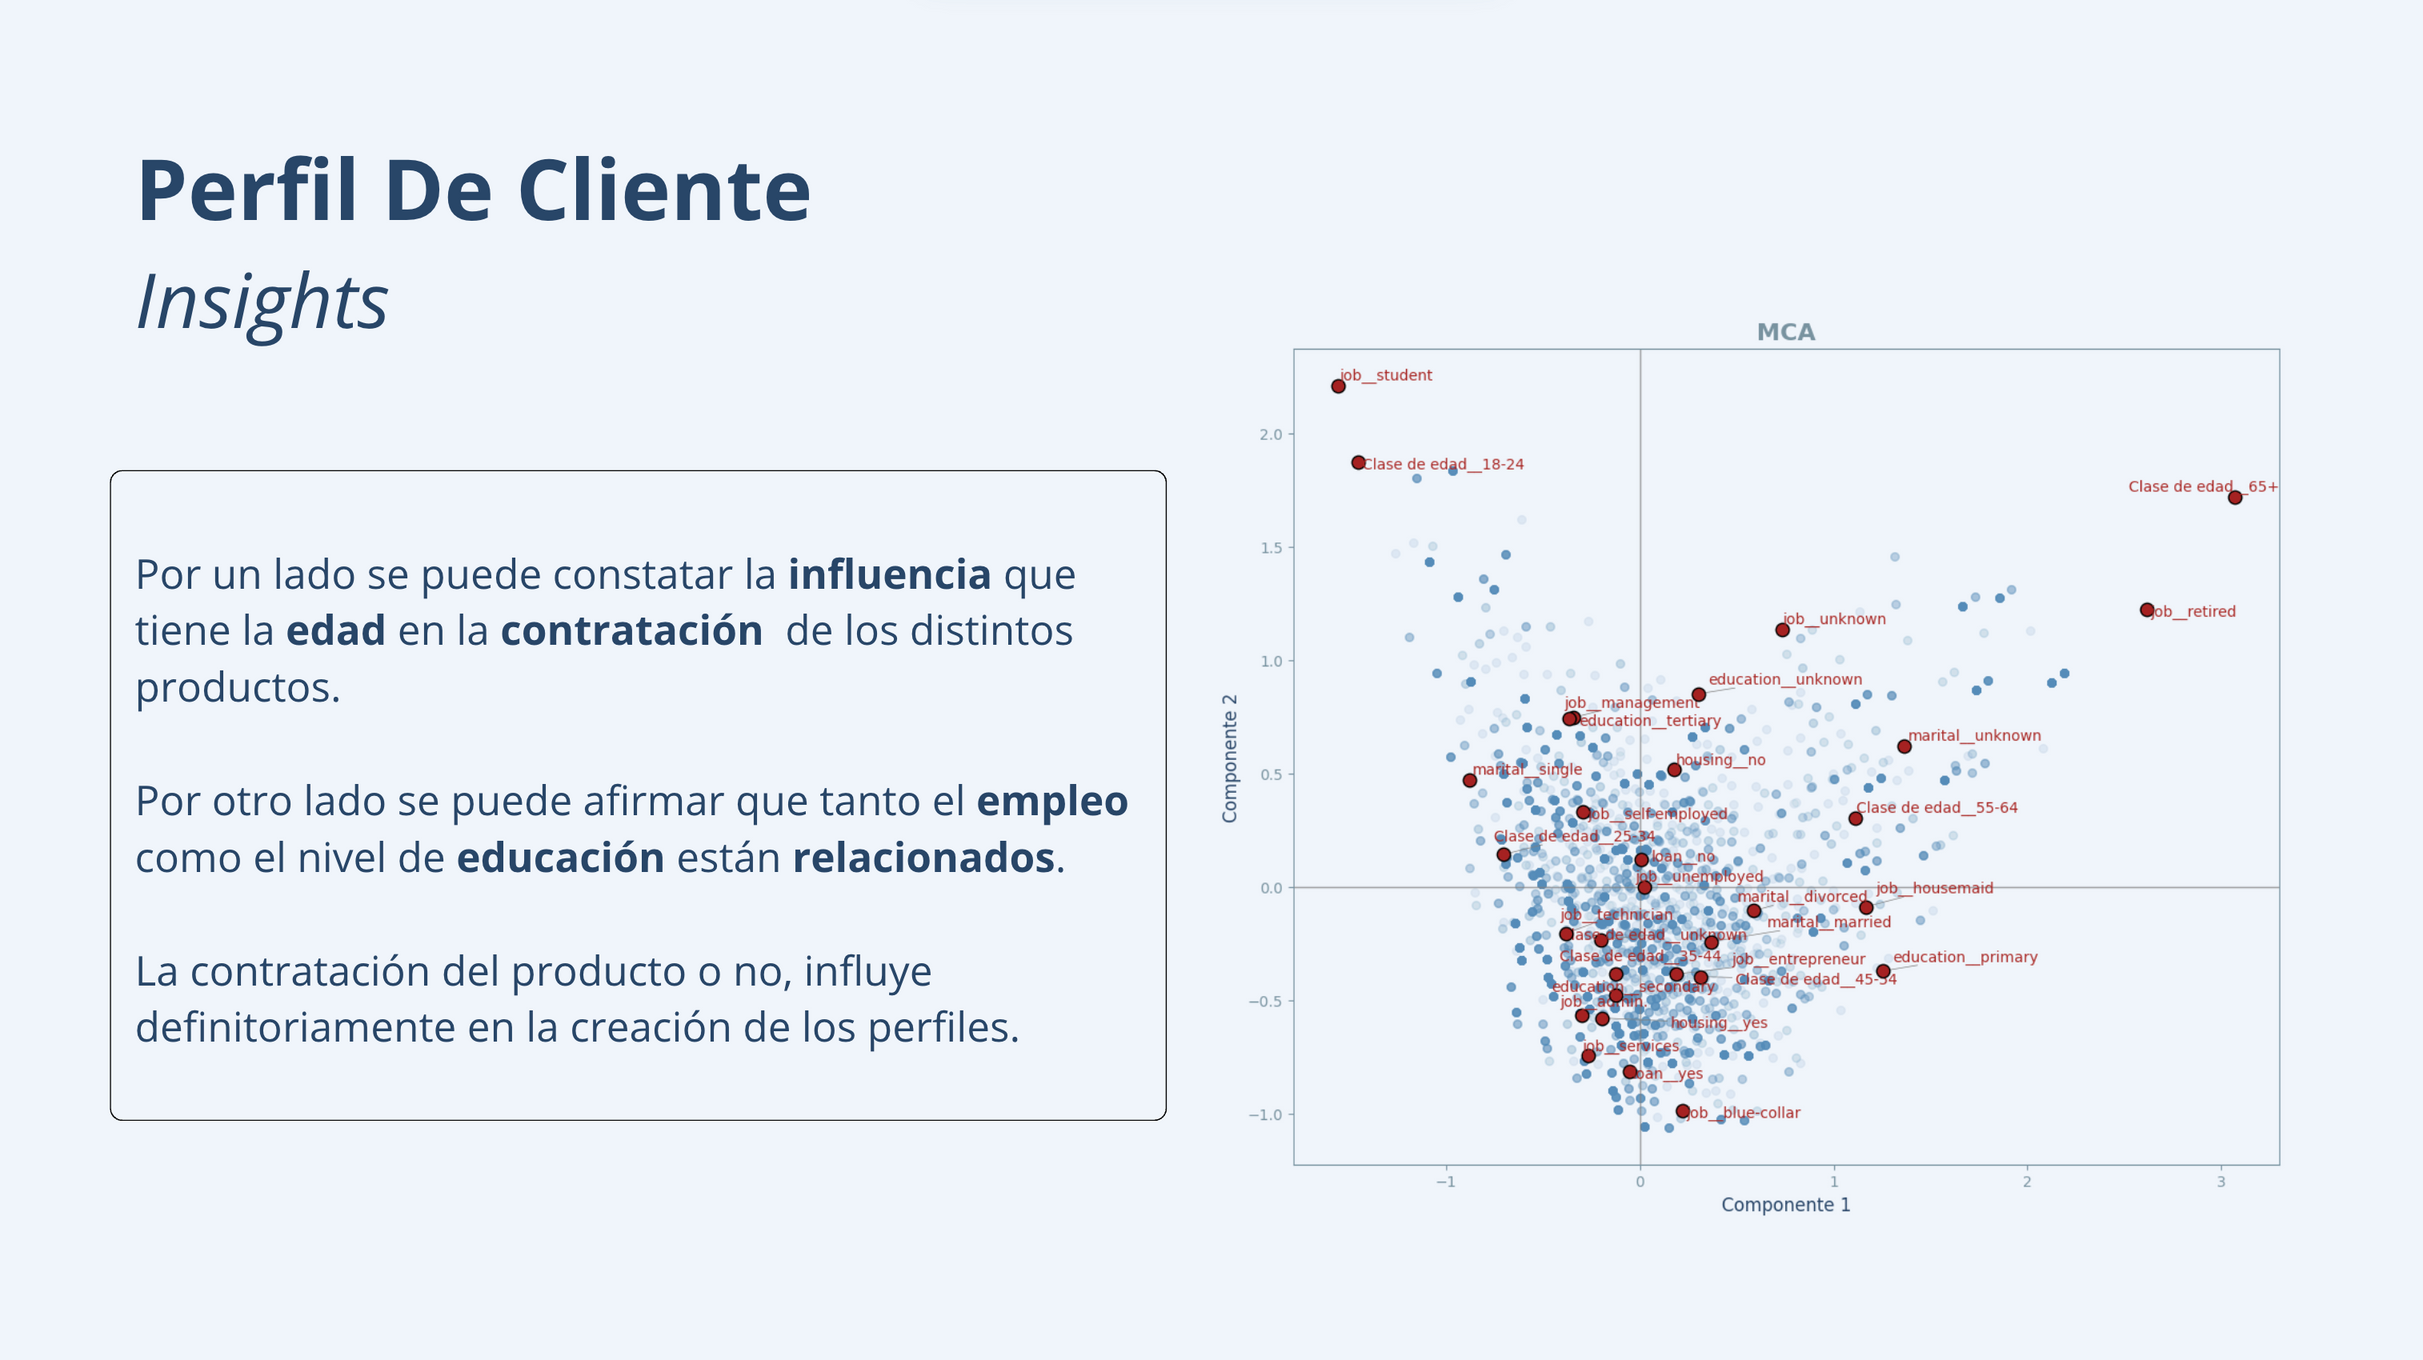 Perfil De Cliente
Insights
Por un lado se puede constatar la influencia que
tiene la edad en la contratación de los distintos
productos.
Por otro lado se puede afirmar que tanto el empleo
como el nivel de educación están relacionados.
La contratación del producto o no, influye
definitoriamente en la creación de los perfiles.
MCA
job__student
2.0
Clase de edad__18-24
Clase de edad__65+
1.5
job__retired
job__unknown
1.0
education__unknown
job__management
education__tertiary
marital__unknown
housing__no
marital__single
0.5
Clase de edad__55-64
job__self-employed
Clase de edad__25-34
loan__no
job__unemployed
0.0
job__housemaid
marital__divorced
job__technician
marital__married
Clase de edad__unknown
Clase de edad__35-44
job__entrepreneur
education__primary
Clase de edad__45-54
education__secondary
−0.5
job__admin.
housing__yes
job__services
loan__yes
job__blue-collar
−1.0
−1
0
1
2
3
Componente 1
Componente 2